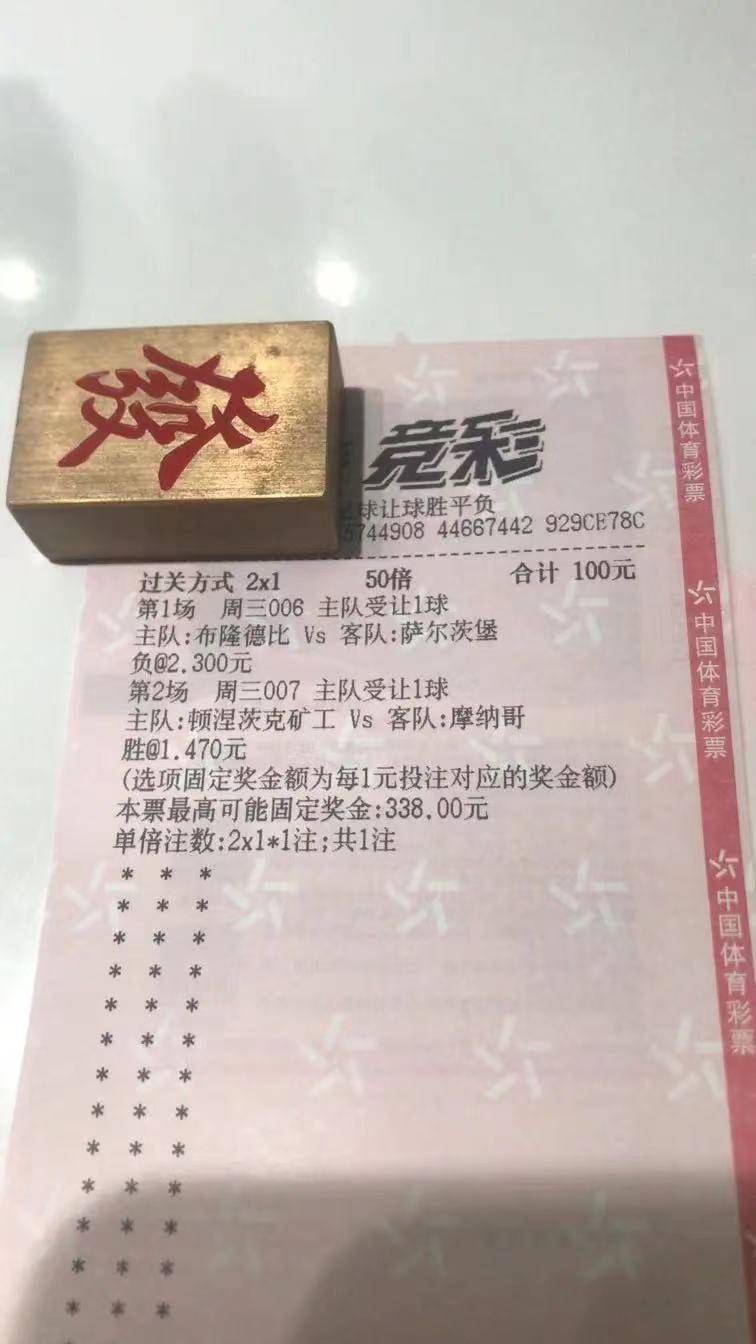 發
竞彩
足球让球胜平负
5744908 44667442 929CE78C
过关方式 2x1 50倍 合计 100元
第1场 周三006 主队受让1球
主队:布隆德比 Vs 客队:萨尔茨堡
负@2.300元
第2场 周三007 主队受让1球
主队:顿涅茨克矿工 Vs 客队:摩纳哥
胜@1.470元
(选项固定奖金额为每1元投注对应的奖金额)
本票最高可能固定奖金:338.00元
单倍注数:2x1*1注;共1注
* * *
* * *
* * *
* * *
* * *
* * *
* * *
* * *
* * *
* * *
* * *
* * *
* * *
中国体育彩票
中国体育彩票
中国体育彩票